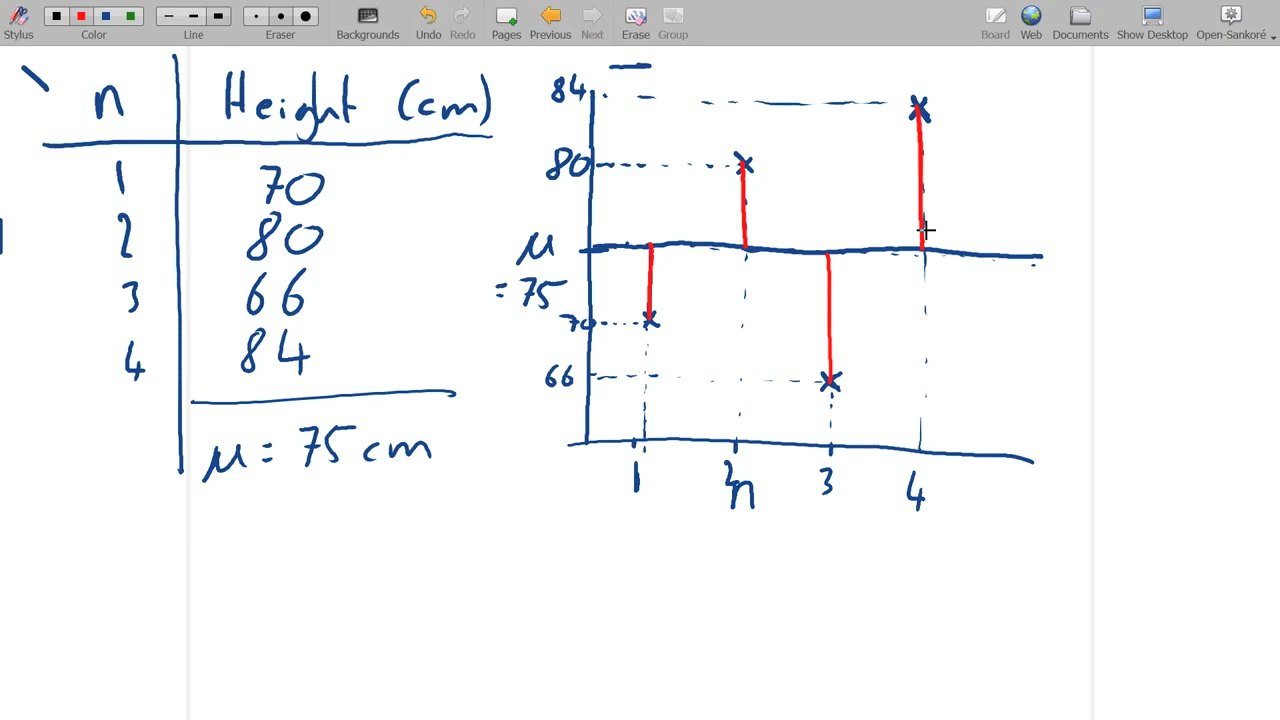 Stylus Color Line Eraser Backgrounds Undo Redo Pages Previous Next Erase Group Board Web Documents Show Desktop Open-Sankoré
n Height (cm)
1 70
2 80
3 66
4 84
μ = 75 cm
84
80
μ
= 75
70
66
1 2 3 4
n